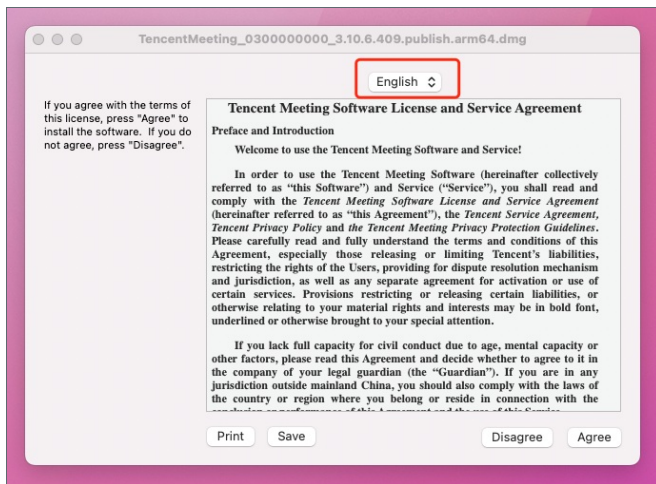 TencentMeeting_0300000000_3.10.6.409.publish.arm64.dmg
English
If you agree with the terms of
this license, press "Agree" to
install the software. If you do
not agree, press "Disagree".
Tencent Meeting Software License and Service Agreement
Preface and Introduction
Welcome to use the Tencent Meeting Software and Service!
In order to use the Tencent Meeting Software (hereinafter collectively
referred to as “this Software”) and Service (“Service”), you shall read and
comply with the Tencent Meeting Software License and Service Agreement
(hereinafter referred to as “this Agreement”), the Tencent Service Agreement,
Tencent Privacy Policy and the Tencent Meeting Privacy Protection Guidelines.
Please carefully read and fully understand the terms and conditions of this
Agreement, especially those releasing or limiting Tencent’s liabilities,
restricting the rights of the Users, providing for dispute resolution mechanism
and jurisdiction, as well as any separate agreement for activation or use of
certain services. Provisions restricting or releasing certain liabilities, or
otherwise relating to your material rights and interests may be in bold font,
underlined or otherwise brought to your special attention.
If you lack full capacity for civil conduct due to age, mental capacity or
other factors, please read this Agreement and decide whether to agree to it in
the company of your legal guardian (the “Guardian”). If you are in any
jurisdiction outside mainland China, you should also comply with the laws of
the country or region where you belong or reside in connection with the
conclusion or performance of this Agreement and the use of this Service.
Print
Save
Disagree
Agree